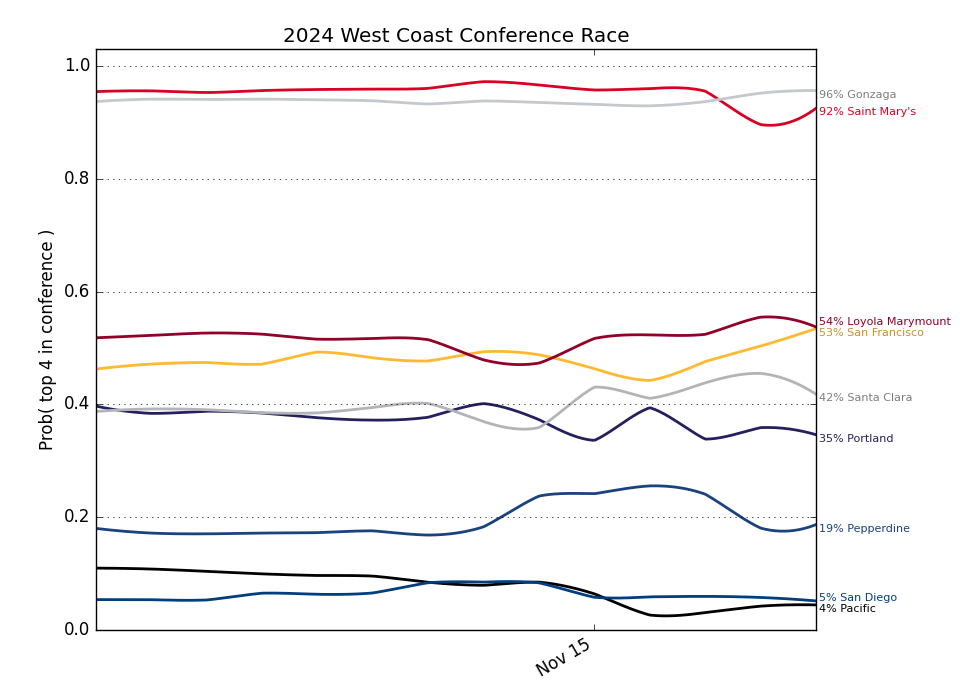 2024 West Coast Conference Race
Prob( top 4 in conference )
1.0
0.8
0.6
0.4
0.2
0.0
Nov 15
96% Gonzaga
92% Saint Mary's
54% Loyola Marymount
53% San Francisco
42% Santa Clara
35% Portland
19% Pepperdine
5% San Diego
4% Pacific